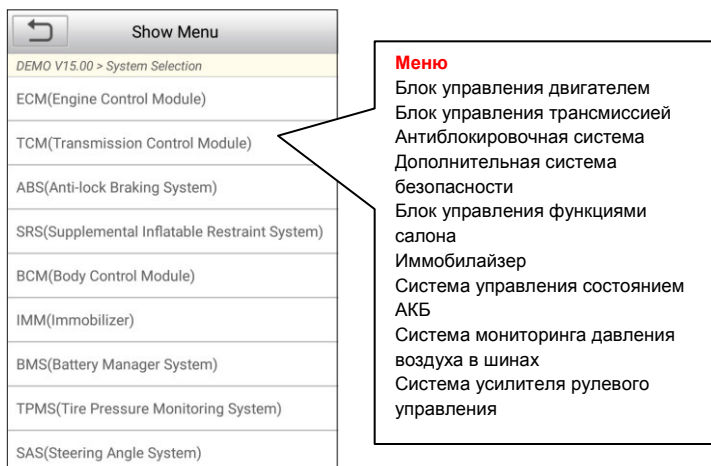 Show Menu
DEMO V15.00 > System Selection
ECM(Engine Control Module)
TCM(Transmission Control Module)
ABS(Anti-lock Braking System)
SRS(Supplemental Inflatable Restraint System)
BCM(Body Control Module)
IMM(Immobilizer)
BMS(Battery Manager System)
TPMS(Tire Pressure Monitoring System)
SAS(Steering Angle System)
Меню
Блок управления двигателем
Блок управления трансмиссией
Антиблокировочная система
Дополнительная система
безопасности
Блок управления функциями
салона
Иммобилайзер
Система управления состоянием
АКБ
Система мониторинга давления
воздуха в шинах
Система усилителя рулевого
управления